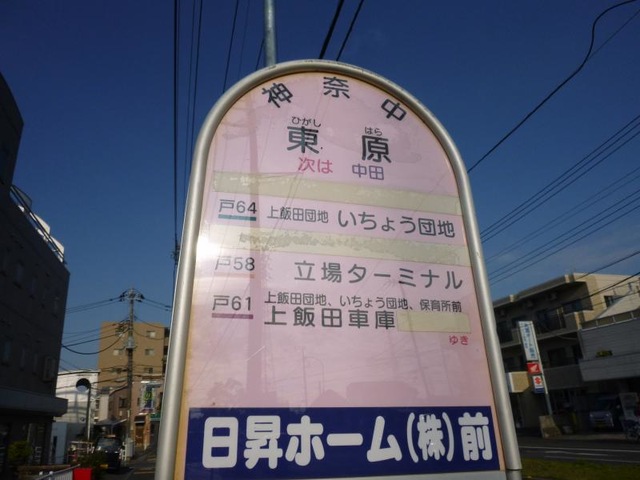 神奈中
ひがし はら
東原
次は 中田
戸64 上飯田団地 いちょう団地
戸58 立場ターミナル
戸61 上飯田団地、いちょう団地、保育所前
上飯田車庫
ゆき
日昇ホーム(株)前